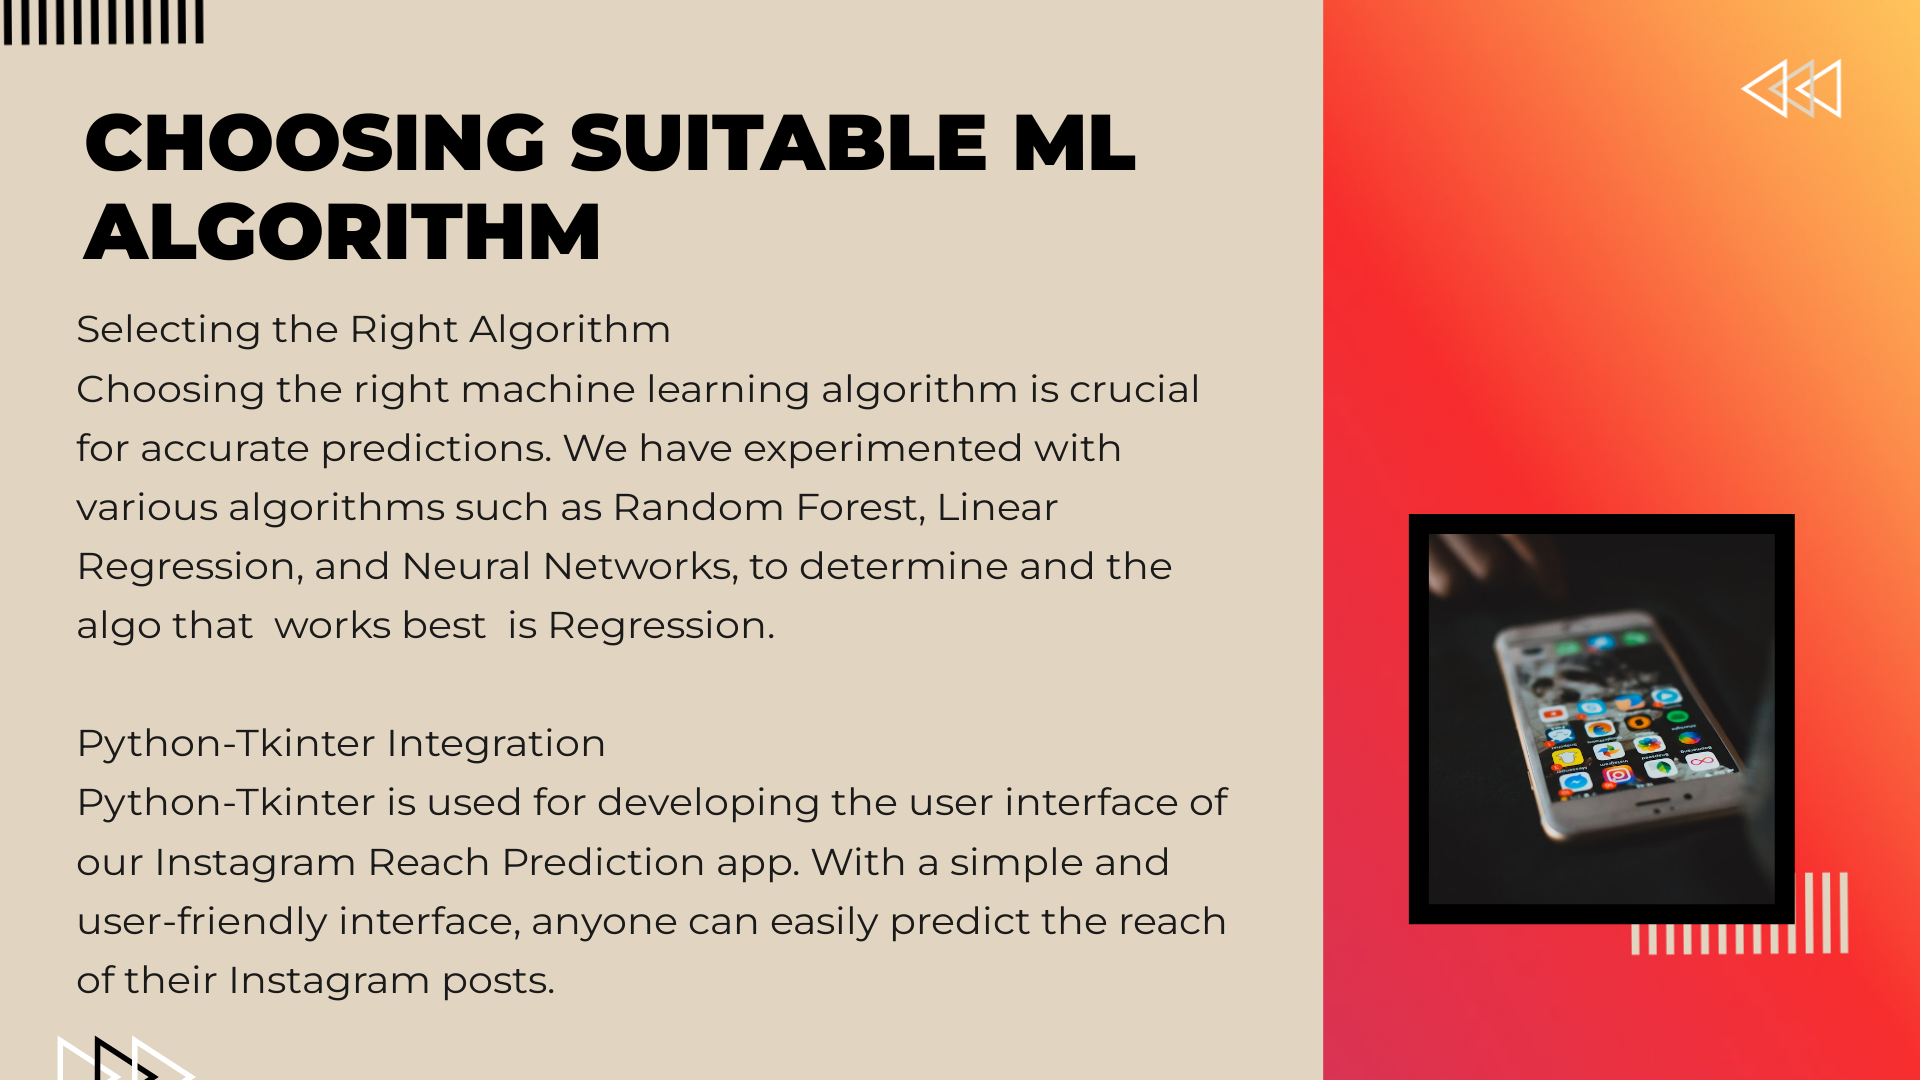 CHOOSING SUITABLE ML
ALGORITHM
Selecting the Right Algorithm
Choosing the right machine learning algorithm is crucial
for accurate predictions. We have experimented with
various algorithms such as Random Forest, Linear
Regression, and Neural Networks, to determine and the
algo that  works best  is Regression.
Python-Tkinter Integration
Python-Tkinter is used for developing the user interface of
our Instagram Reach Prediction app. With a simple and
user-friendly interface, anyone can easily predict the reach
of their Instagram posts.